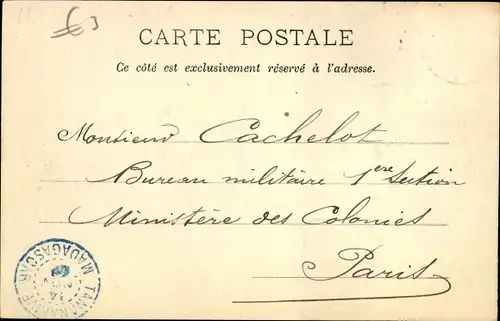 CARTE POSTALE
Ce côté est exclusivement réservé à l'adresse.
Monsieur Cachelot
Bureau militaire 1ère Section
Ministère des Colonies
Paris
MADAGASCAR
14
TANANARIVE